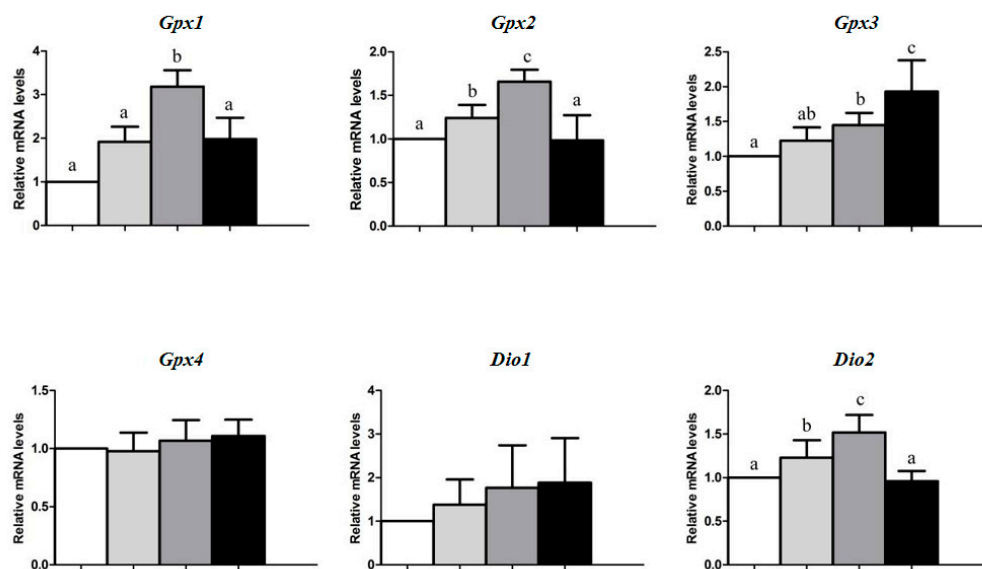 Gpx1
Relative mRNA levels
4
3
2
1
0
a
a
b
a
Gpx2
Relative mRNA levels
2.0
1.5
1.0
0.5
0.0
a
b
c
a
Gpx3
Relative mRNA levels
2.5
2.0
1.5
1.0
0.5
0.0
a
ab
b
c
Gpx4
Relative mRNA levels
1.5
1.0
0.5
0.0
Dio1
Relative mRNA levels
4
3
2
1
0
Dio2
Relative mRNA levels
2.0
1.5
1.0
0.5
0.0
a
b
c
a